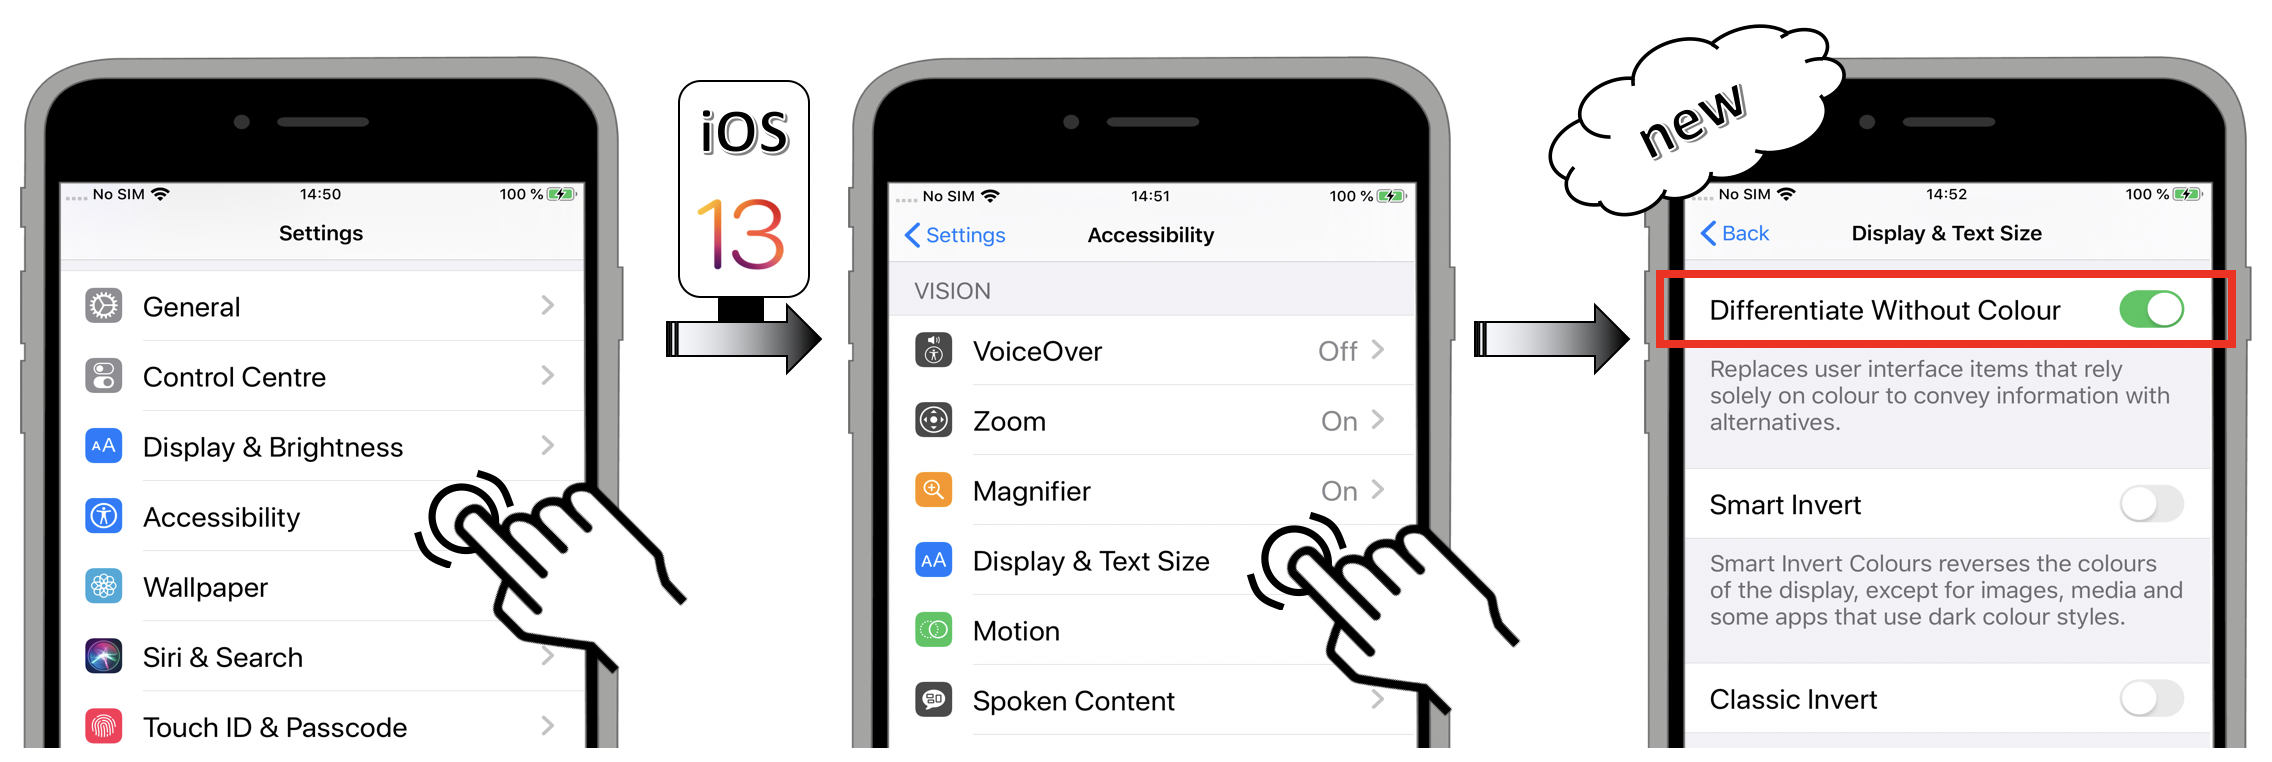 No SIM 14:50 100 %
Settings
General
Control Centre
AA Display & Brightness
Accessibility
Wallpaper
Siri & Search
Touch ID & Passcode
iOS
13
No SIM 14:51 100 %
Settings Accessibility
VISION
VoiceOver Off
Zoom On
Magnifier On
AA Display & Text Size
Motion
Spoken Content
new
No SIM 14:52 100 %
Back Display & Text Size
Differentiate Without Colour
Replaces user interface items that rely
solely on colour to convey information with
alternatives.
Smart Invert
Smart Invert Colours reverses the colours
of the display, except for images, media and
some apps that use dark colour styles.
Classic Invert